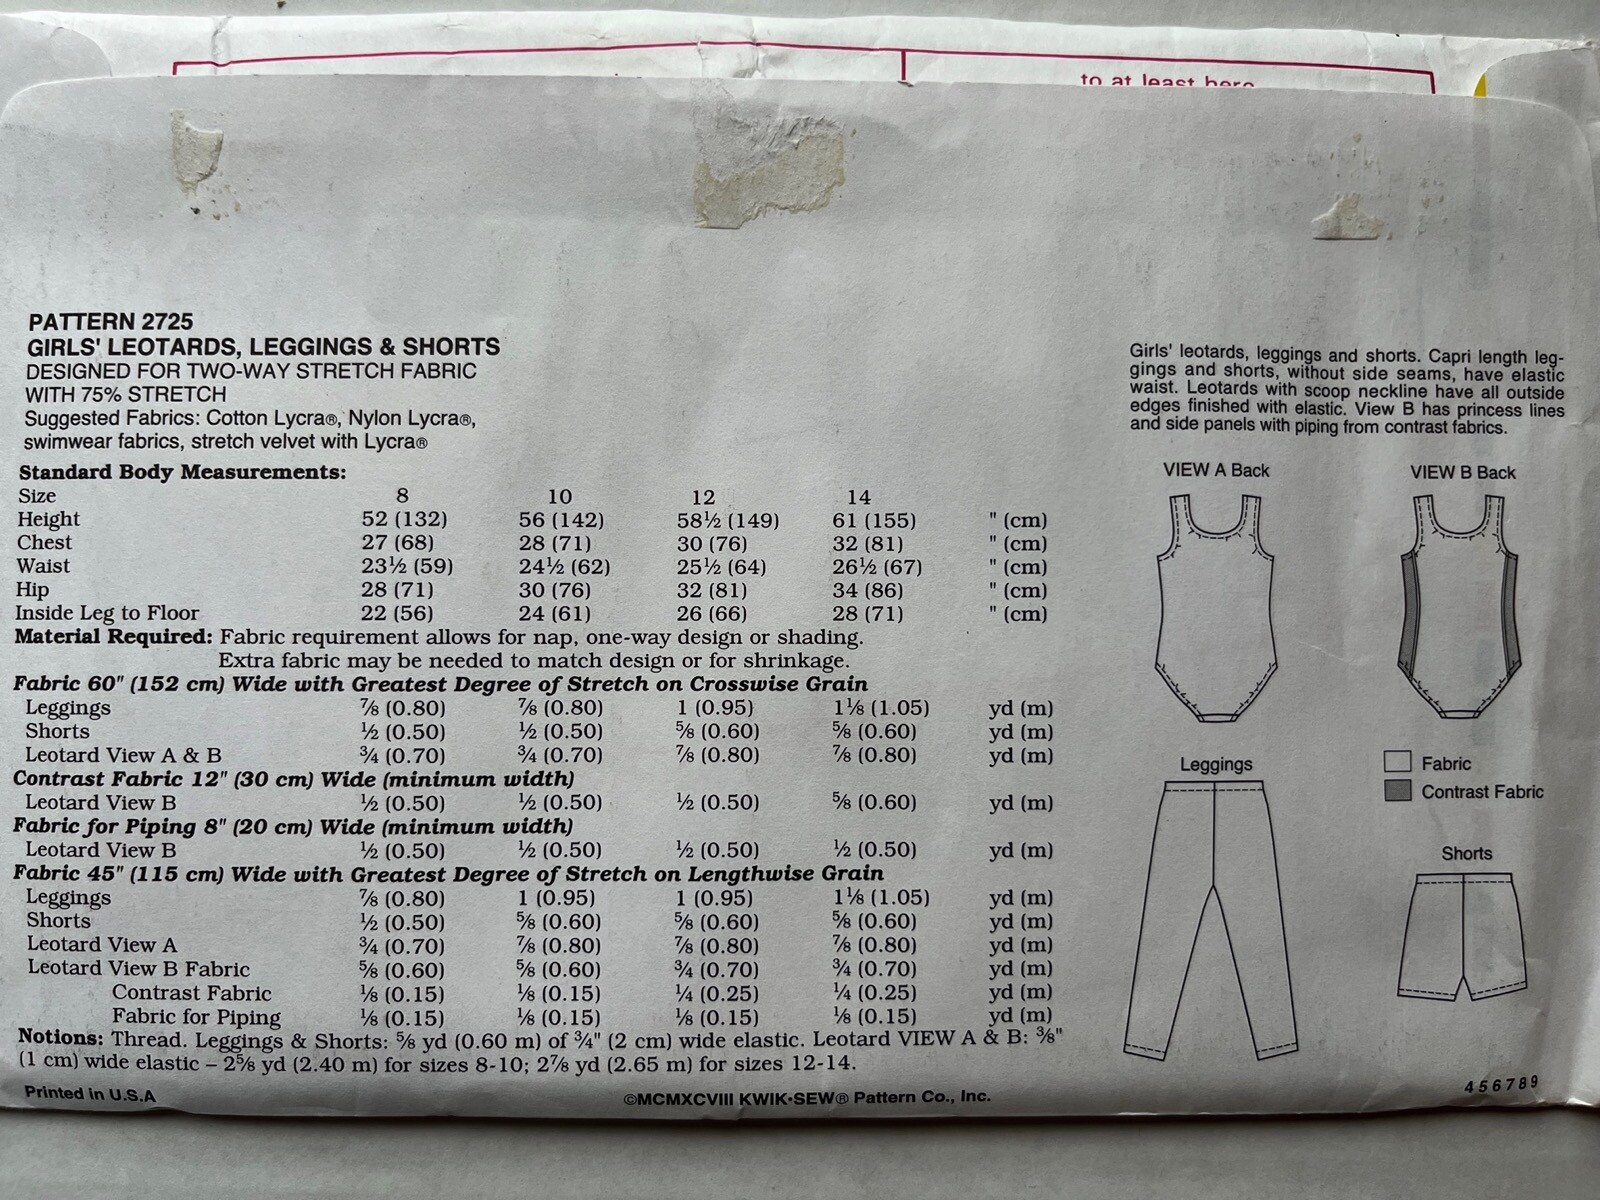 to at least here
PATTERN 2725
GIRLS' LEOTARDS, LEGGINGS & SHORTS
DESIGNED FOR TWO-WAY STRETCH FABRIC
WITH 75% STRETCH
Suggested Fabrics: Cotton Lycra®, Nylon Lycra®,
swimwear fabrics, stretch velvet with Lycra®
Standard Body Measurements:
Size 8 10 12 14
Height 52 (132) 56 (142) 58½ (149) 61 (155) " (cm)
Chest 27 (68) 28 (71) 30 (76) 32 (81) " (cm)
Waist 23½ (59) 24½ (62) 25½ (64) 26½ (67) " (cm)
Hip 28 (71) 30 (76) 32 (81) 34 (86) " (cm)
Inside Leg to Floor 22 (56) 24 (61) 26 (66) 28 (71) " (cm)
Material Required: Fabric requirement allows for nap, one-way design or shading.
Extra fabric may be needed to match design or for shrinkage.
Fabric 60" (152 cm) Wide with Greatest Degree of Stretch on Crosswise Grain
Leggings ⅞ (0.80) ⅞ (0.80) 1 (0.95) 1⅛ (1.05) yd (m)
Shorts ½ (0.50) ½ (0.50) ⅝ (0.60) ⅝ (0.60) yd (m)
Leotard View A & B ¾ (0.70) ¾ (0.70) ⅞ (0.80) ⅞ (0.80) yd (m)
Contrast Fabric 12" (30 cm) Wide (minimum width)
Leotard View B ½ (0.50) ½ (0.50) ½ (0.50) ⅝ (0.60) yd (m)
Fabric for Piping 8" (20 cm) Wide (minimum width)
Leotard View B ½ (0.50) ½ (0.50) ½ (0.50) ½ (0.50) yd (m)
Fabric 45" (115 cm) Wide with Greatest Degree of Stretch on Lengthwise Grain
Leggings ⅞ (0.80) 1 (0.95) 1 (0.95) 1⅛ (1.05) yd (m)
Shorts ½ (0.50) ⅝ (0.60) ⅝ (0.60) ⅝ (0.60) yd (m)
Leotard View A ¾ (0.70) ⅞ (0.80) ⅞ (0.80) ⅞ (0.80) yd (m)
Leotard View B Fabric ⅝ (0.60) ⅝ (0.60) ¾ (0.70) ¾ (0.70) yd (m)
Contrast Fabric ⅛ (0.15) ⅛ (0.15) ¼ (0.25) ¼ (0.25) yd (m)
Fabric for Piping ⅛ (0.15) ⅛ (0.15) ⅛ (0.15) ⅛ (0.15) yd (m)
Notions: Thread. Leggings & Shorts: ⅝ yd (0.60 m) of ¾" (2 cm) wide elastic. Leotard VIEW A & B: ⅜"
(1 cm) wide elastic – 2⅝ yd (2.40 m) for sizes 8-10; 2⅞ yd (2.65 m) for sizes 12-14.
Printed in U.S.A
©MCMXCVIII KWIK•SEW® Pattern Co., Inc.
Girls' leotards, leggings and shorts. Capri length leg-
gings and shorts, without side seams, have elastic
waist. Leotards with scoop neckline have all outside
edges finished with elastic. View B has princess lines
and side panels with piping from contrast fabrics.
VIEW A Back
VIEW B Back
Leggings
Fabric
Contrast Fabric
Shorts
456789